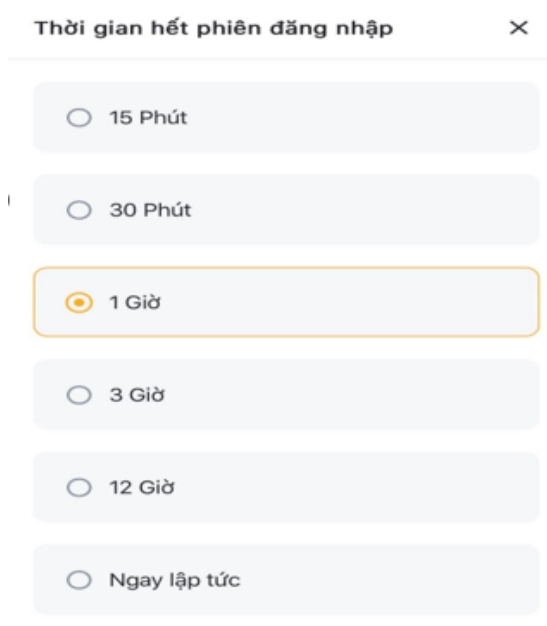 Thời gian hết phiên đăng nhập
15 Phút
30 Phút
1 Giờ
3 Giờ
12 Giờ
Ngay lập tức